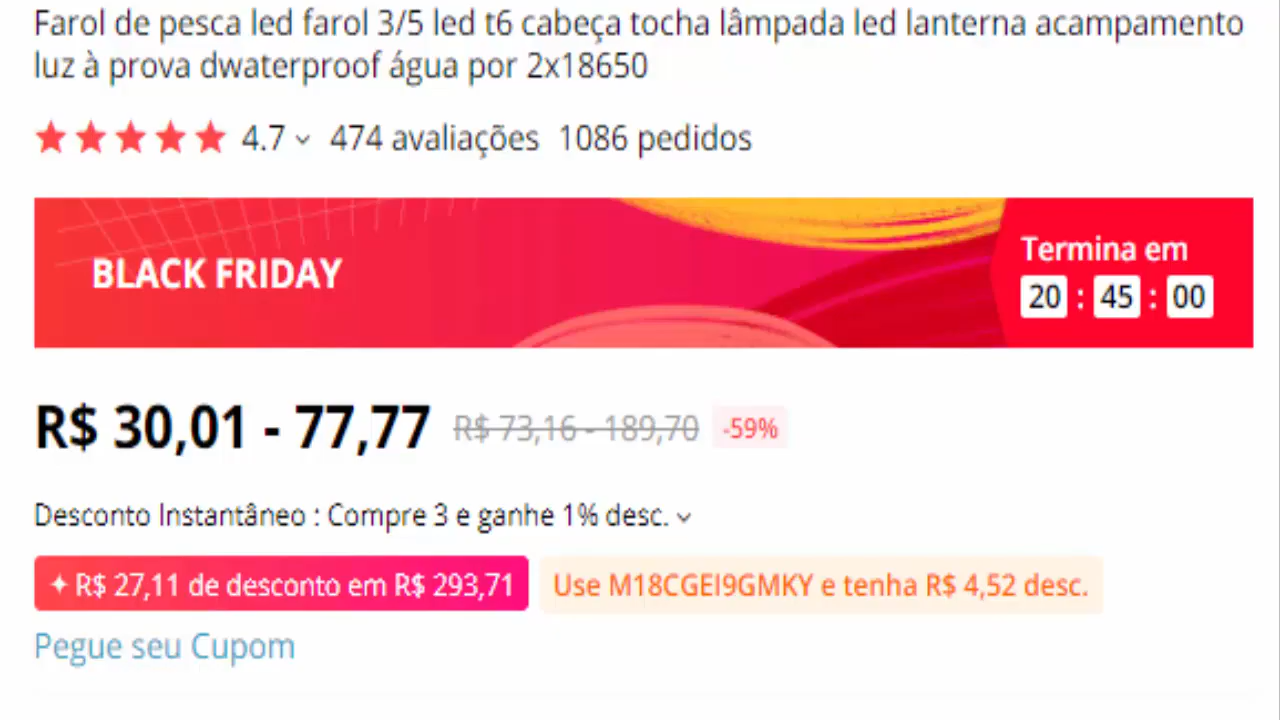 Farol de pesca led farol 3/5 led t6 cabeça tocha lâmpada led lanterna acampamento
luz à prova dwaterproof água por 2x18650
4.7 474 avaliações 1086 pedidos
BLACK FRIDAY
Termina em
20 : 45 : 00
R$ 30,01 - 77,77 R$ 73,16 - 189,70 -59%
Desconto Instantâneo : Compre 3 e ganhe 1% desc.
R$ 27,11 de desconto em R$ 293,71 Use M18CGEI9GMKY e tenha R$ 4,52 desc.
Pegue seu Cupom